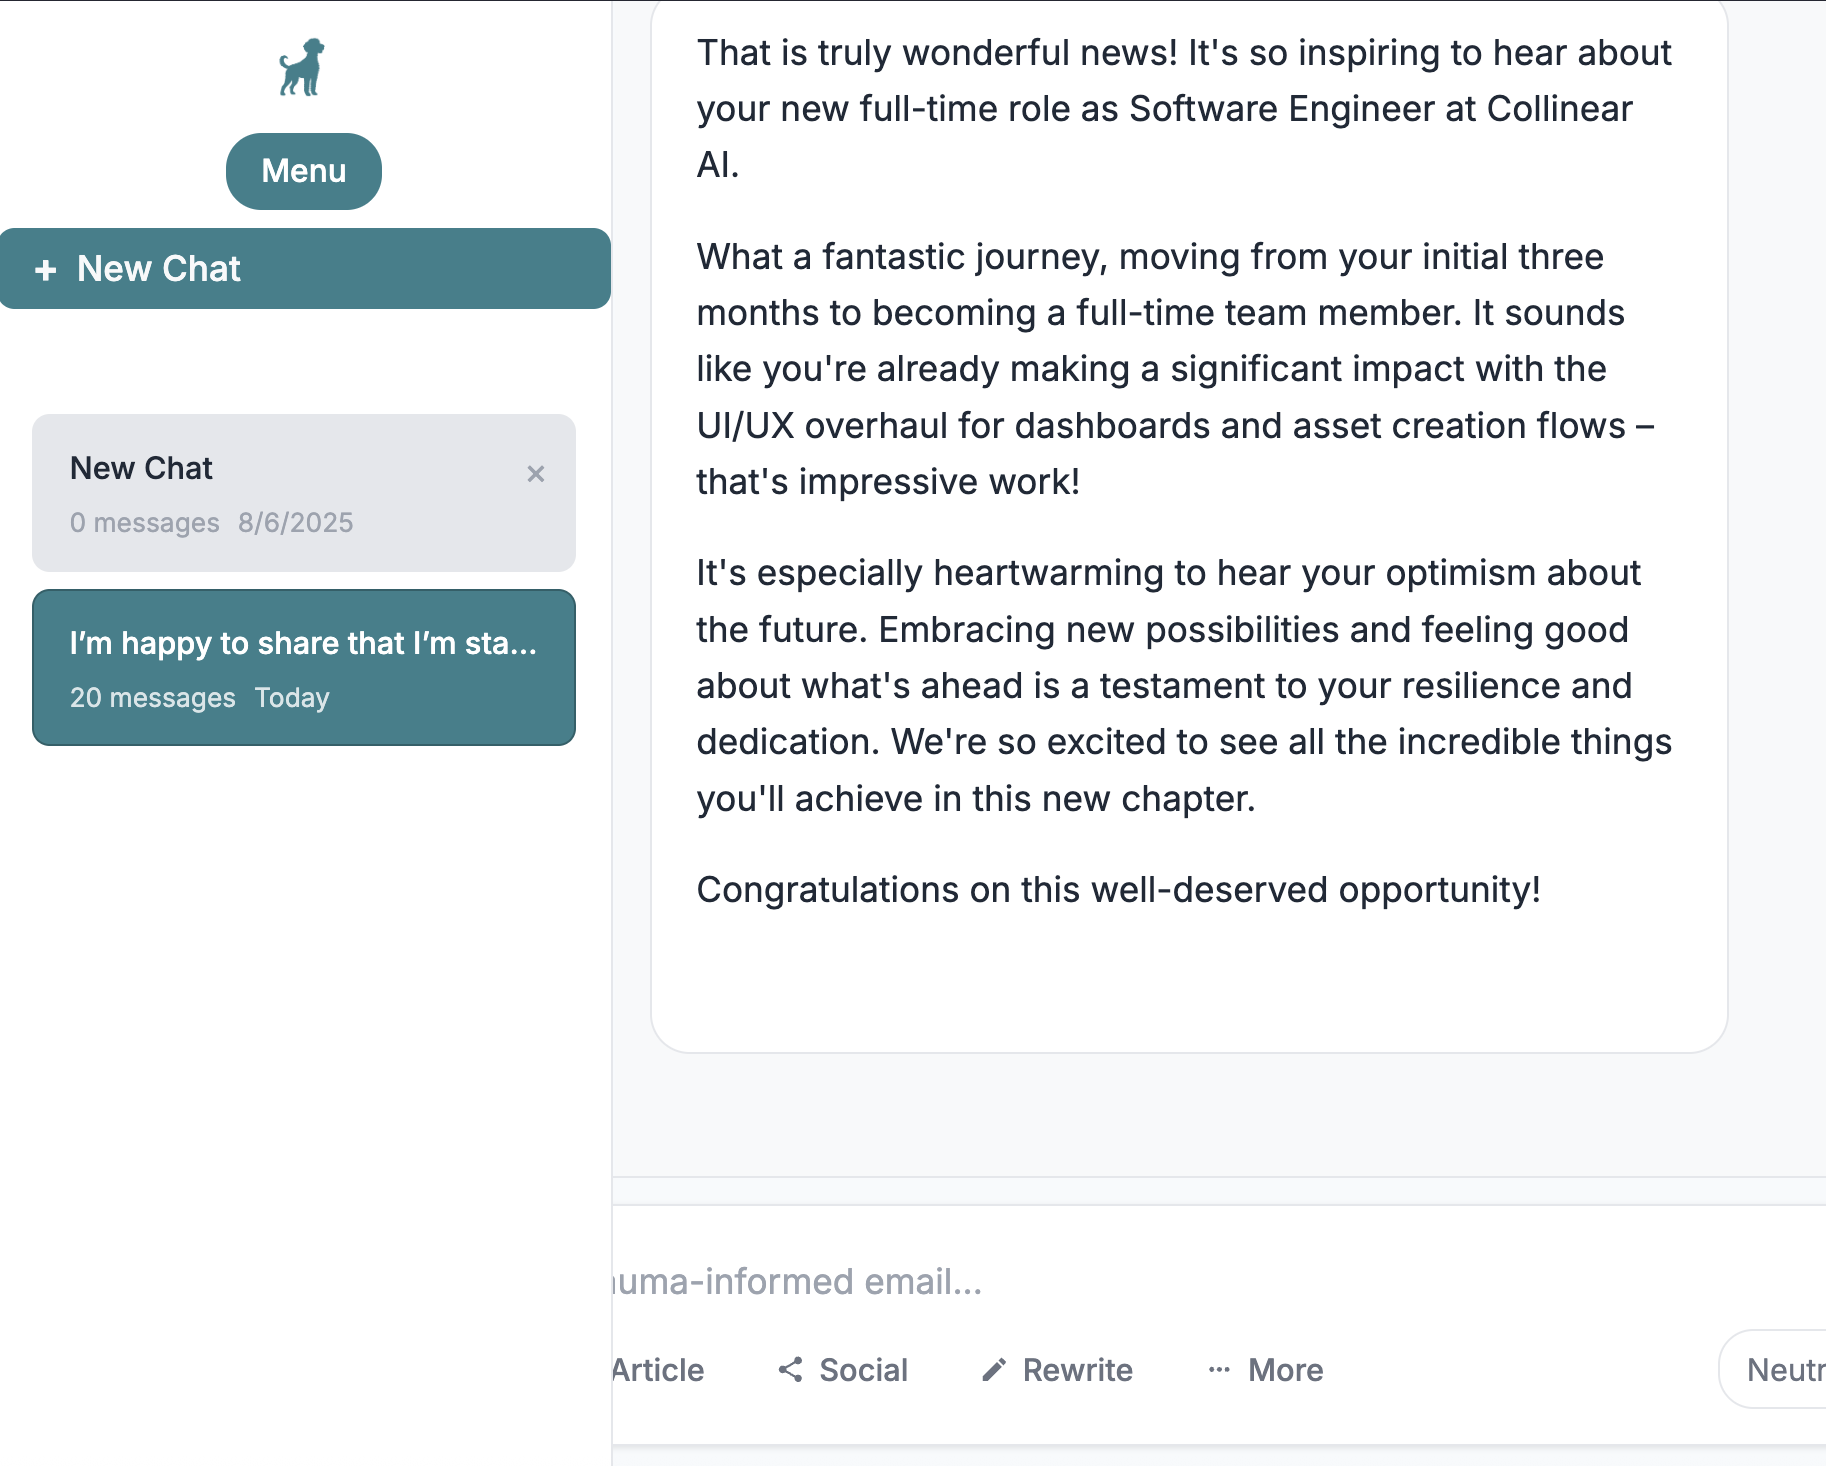 Menu
+ New Chat
New Chat
×
0 messages 8/6/2025
I’m happy to share that I’m sta...
20 messages Today
That is truly wonderful news! It's so inspiring to hear about
your new full-time role as Software Engineer at Collinear
AI.
What a fantastic journey, moving from your initial three
months to becoming a full-time team member. It sounds
like you're already making a significant impact with the
UI/UX overhaul for dashboards and asset creation flows –
that's impressive work!
It's especially heartwarming to hear your optimism about
the future. Embracing new possibilities and feeling good
about what's ahead is a testament to your resilience and
dedication. We're so excited to see all the incredible things
you'll achieve in this new chapter.
Congratulations on this well-deserved opportunity!
uma-informed email...
Article Social Rewrite ··· More
Neutr